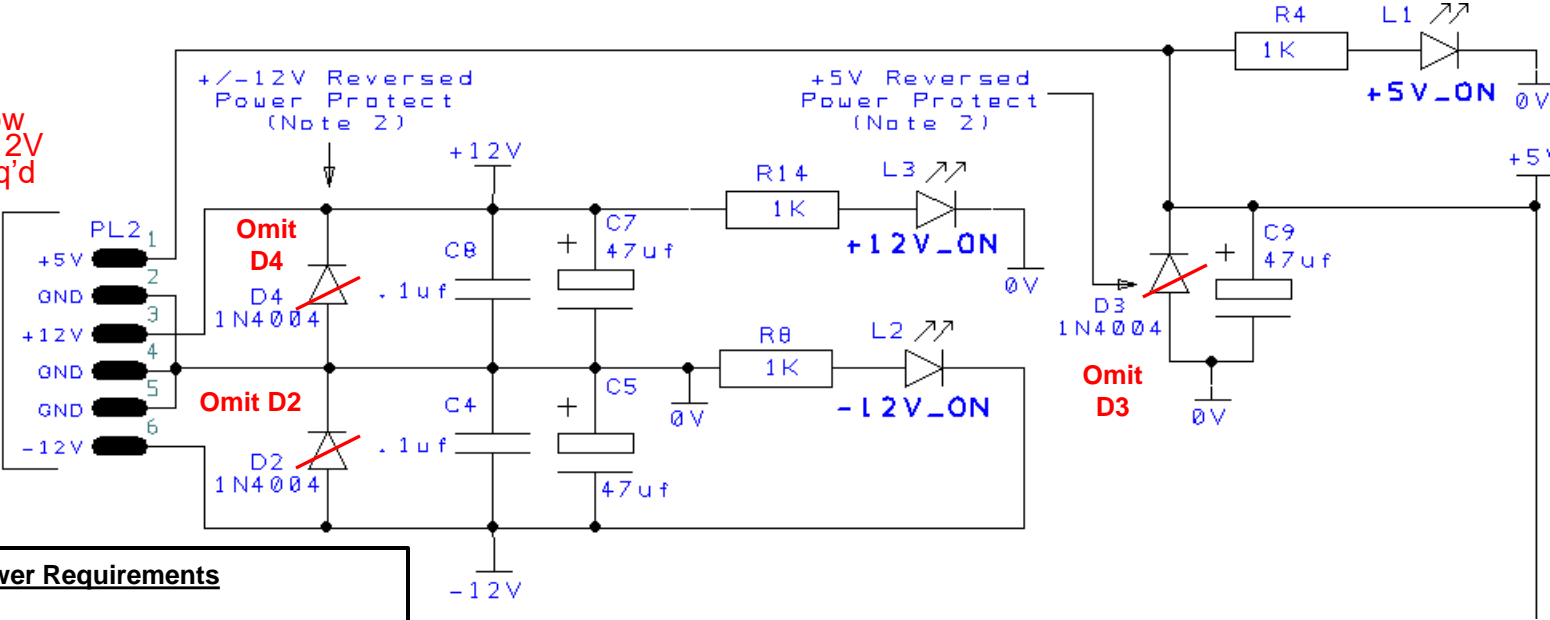 R4
L1
1K
+5V_ON
0V
+/-12V Reversed
Power Protect
(Note 2)
+5V Reversed
Power Protect
(Note 2)
2V
q'd
+12V
R14
1K
L3
+12V_ON
0V
+5V
PL2
1
+5V
2
GND
3
+12V
4
GND
5
GND
6
-12V
Omit
D4
D4
1N4004
C8
.1uf
C7
+
47uf
C9
+
47uf
D3
1N4004
Omit
D3
0V
R8
1K
L2
-12V_ON
0V
Omit D2
D2
1N4004
C4
.1uf
C5
+
47uf
-12V
wer Requirements